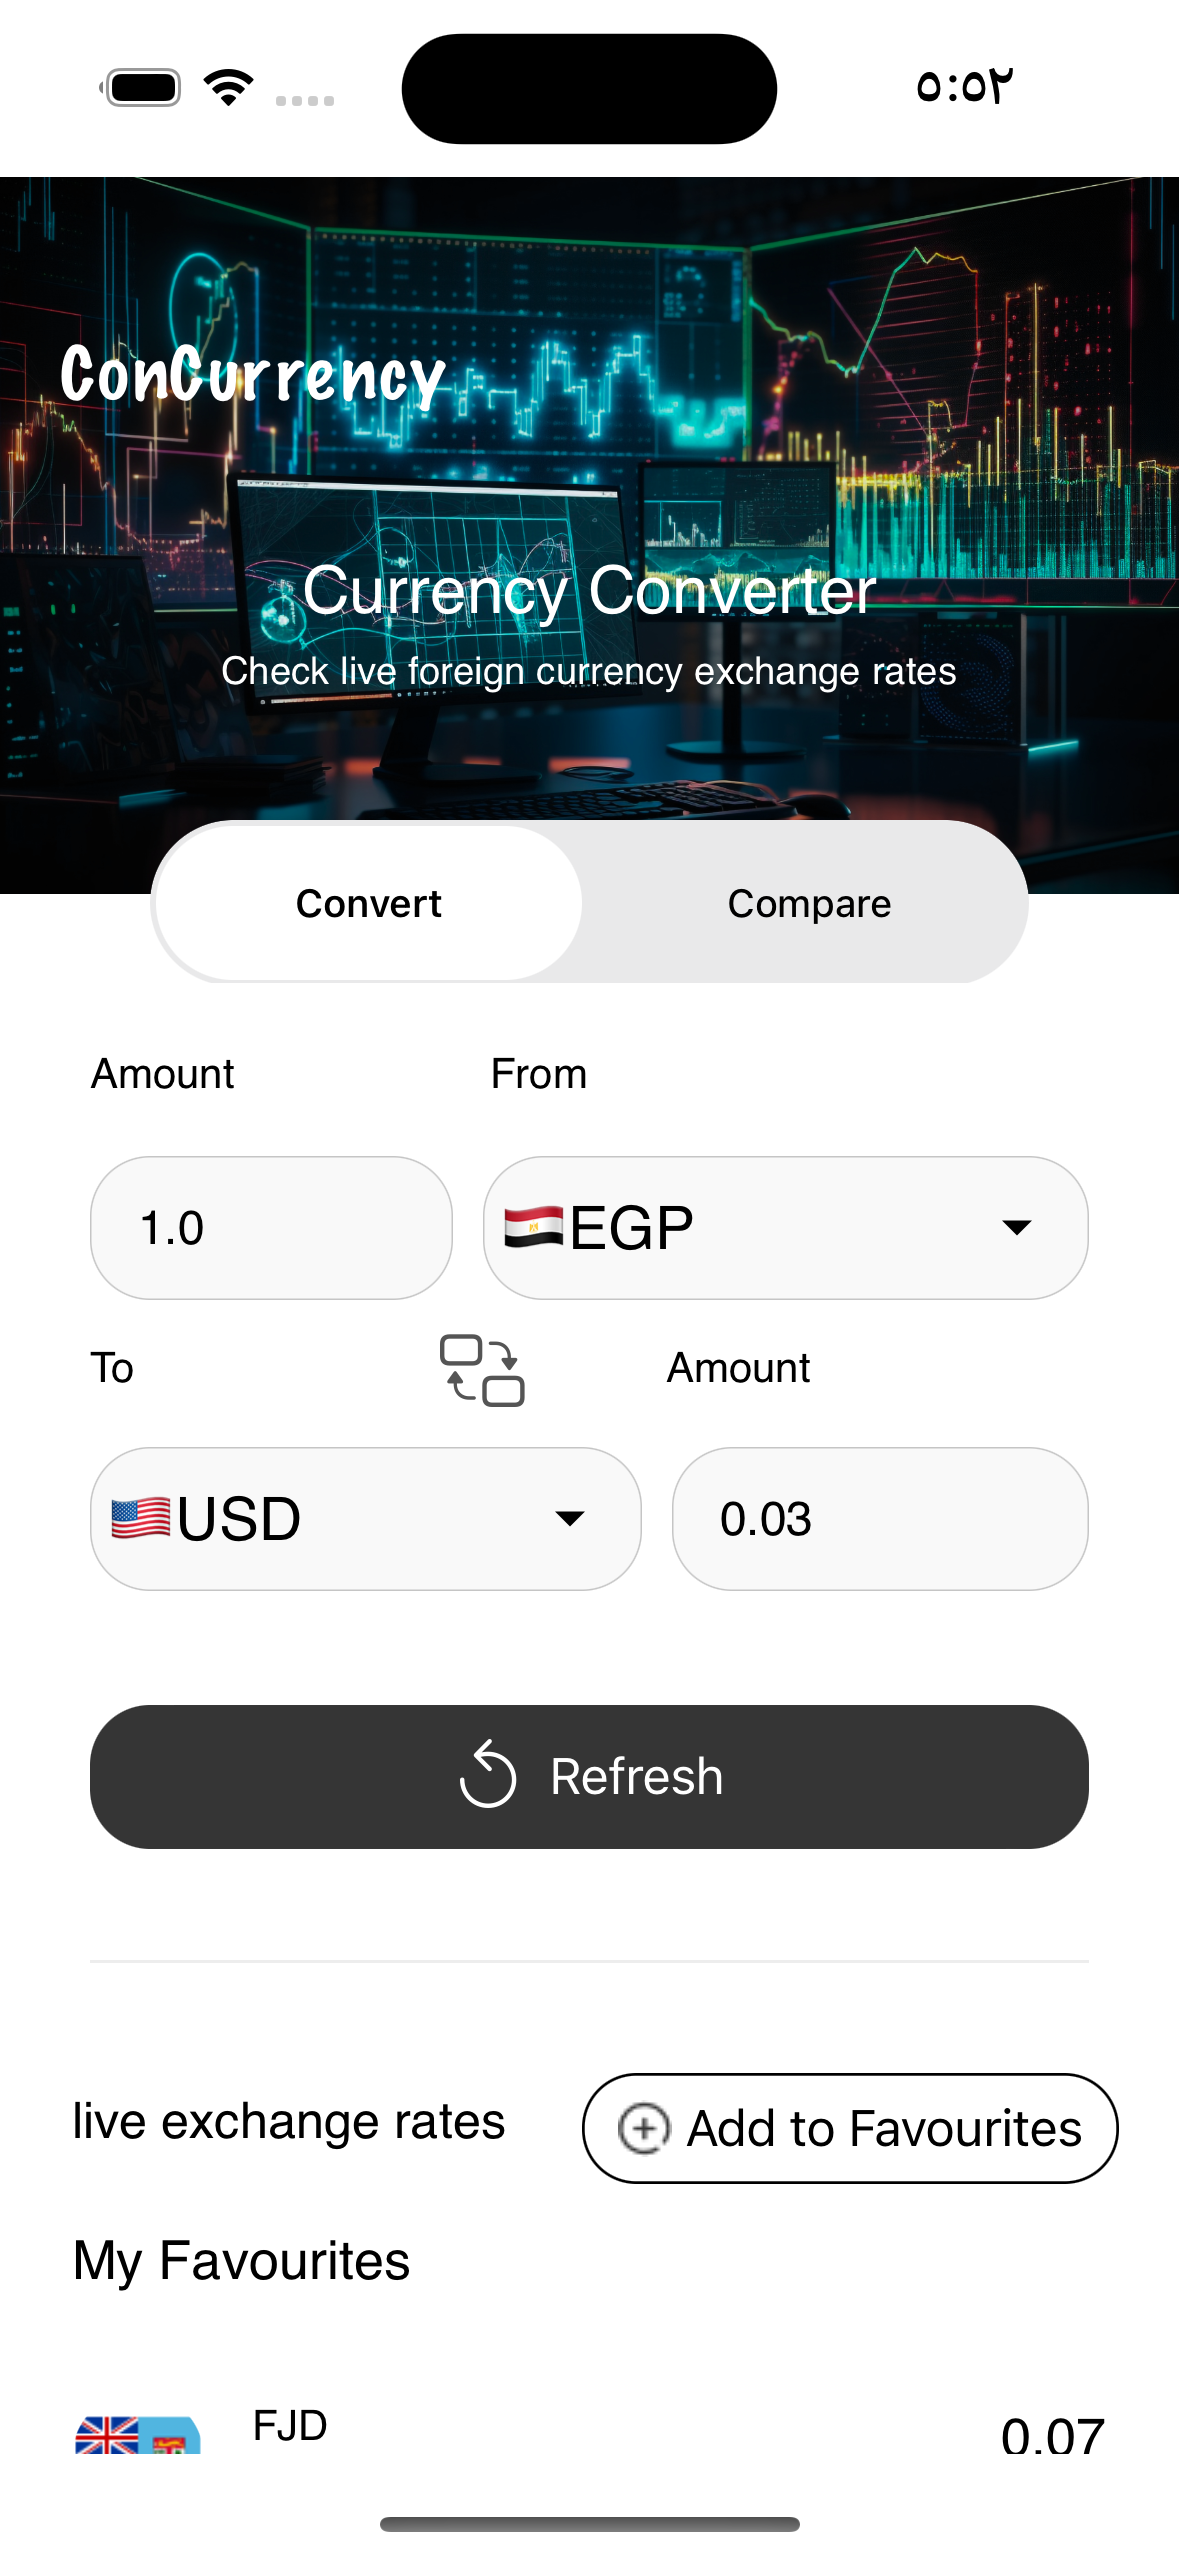 ٥:٥٢
ConCurrency
Currency Converter
Check live foreign currency exchange rates
Convert Compare
Amount From
1.0 EGP
To Amount
USD 0.03
Refresh
live exchange rates Add to Favourites
My Favourites
FJD 0.07